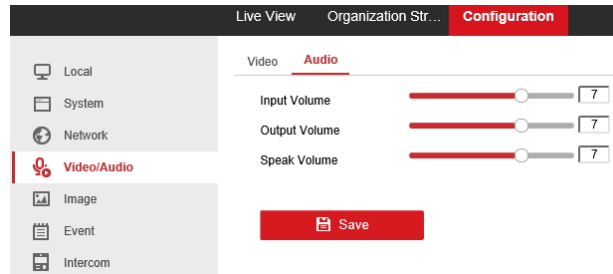 Live View Organization Str... Configuration
Video Audio
Local
System
Network
Video/Audio
Image
Event
Intercom
Input Volume 7
Output Volume 7
Speak Volume 7
Save